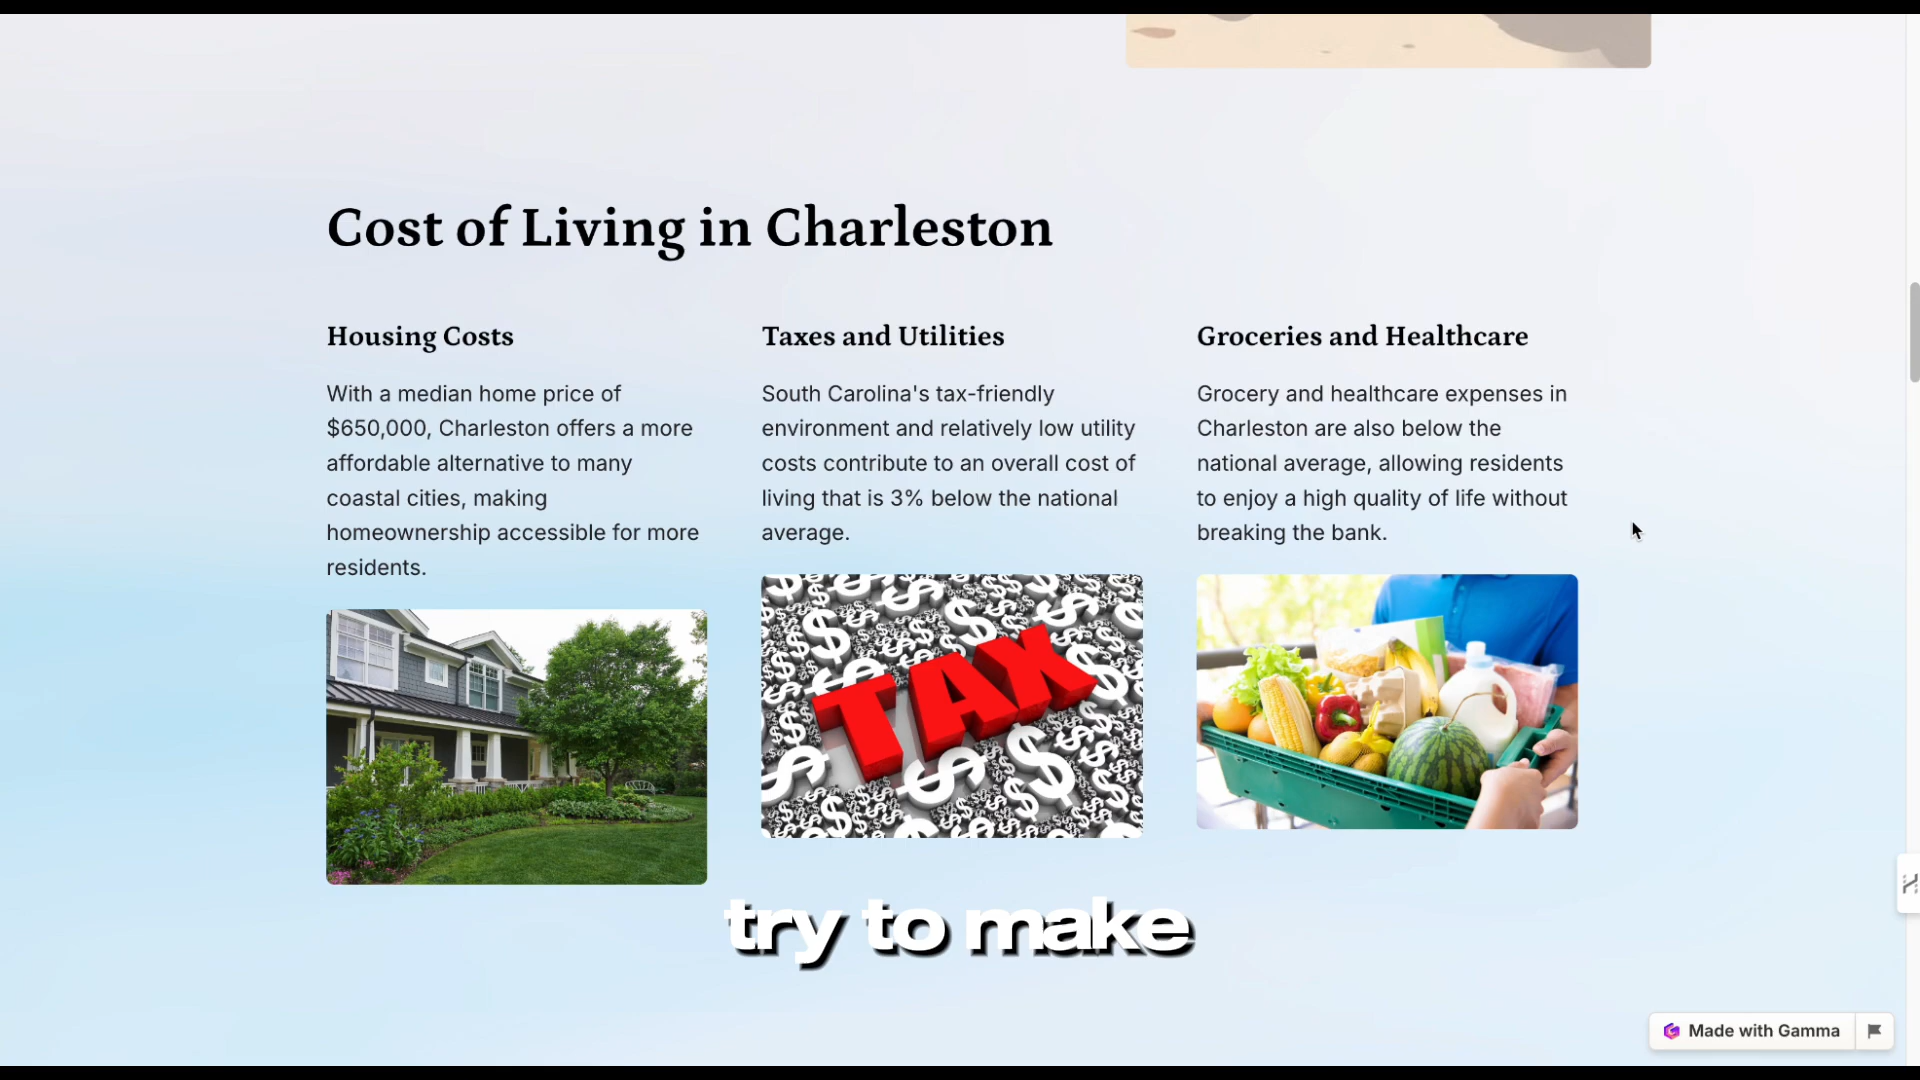 Cost of Living in Charleston
Housing Costs
With a median home price of
$650,000, Charleston offers a more
affordable alternative to many
coastal cities, making
homeownership accessible for more
residents.
Taxes and Utilities
South Carolina's tax-friendly
environment and relatively low utility
costs contribute to an overall cost of
living that is 3% below the national
average.
TAX
Groceries and Healthcare
Grocery and healthcare expenses in
Charleston are also below the
national average, allowing residents
to enjoy a high quality of life without
breaking the bank.
try to make
Made with Gamma